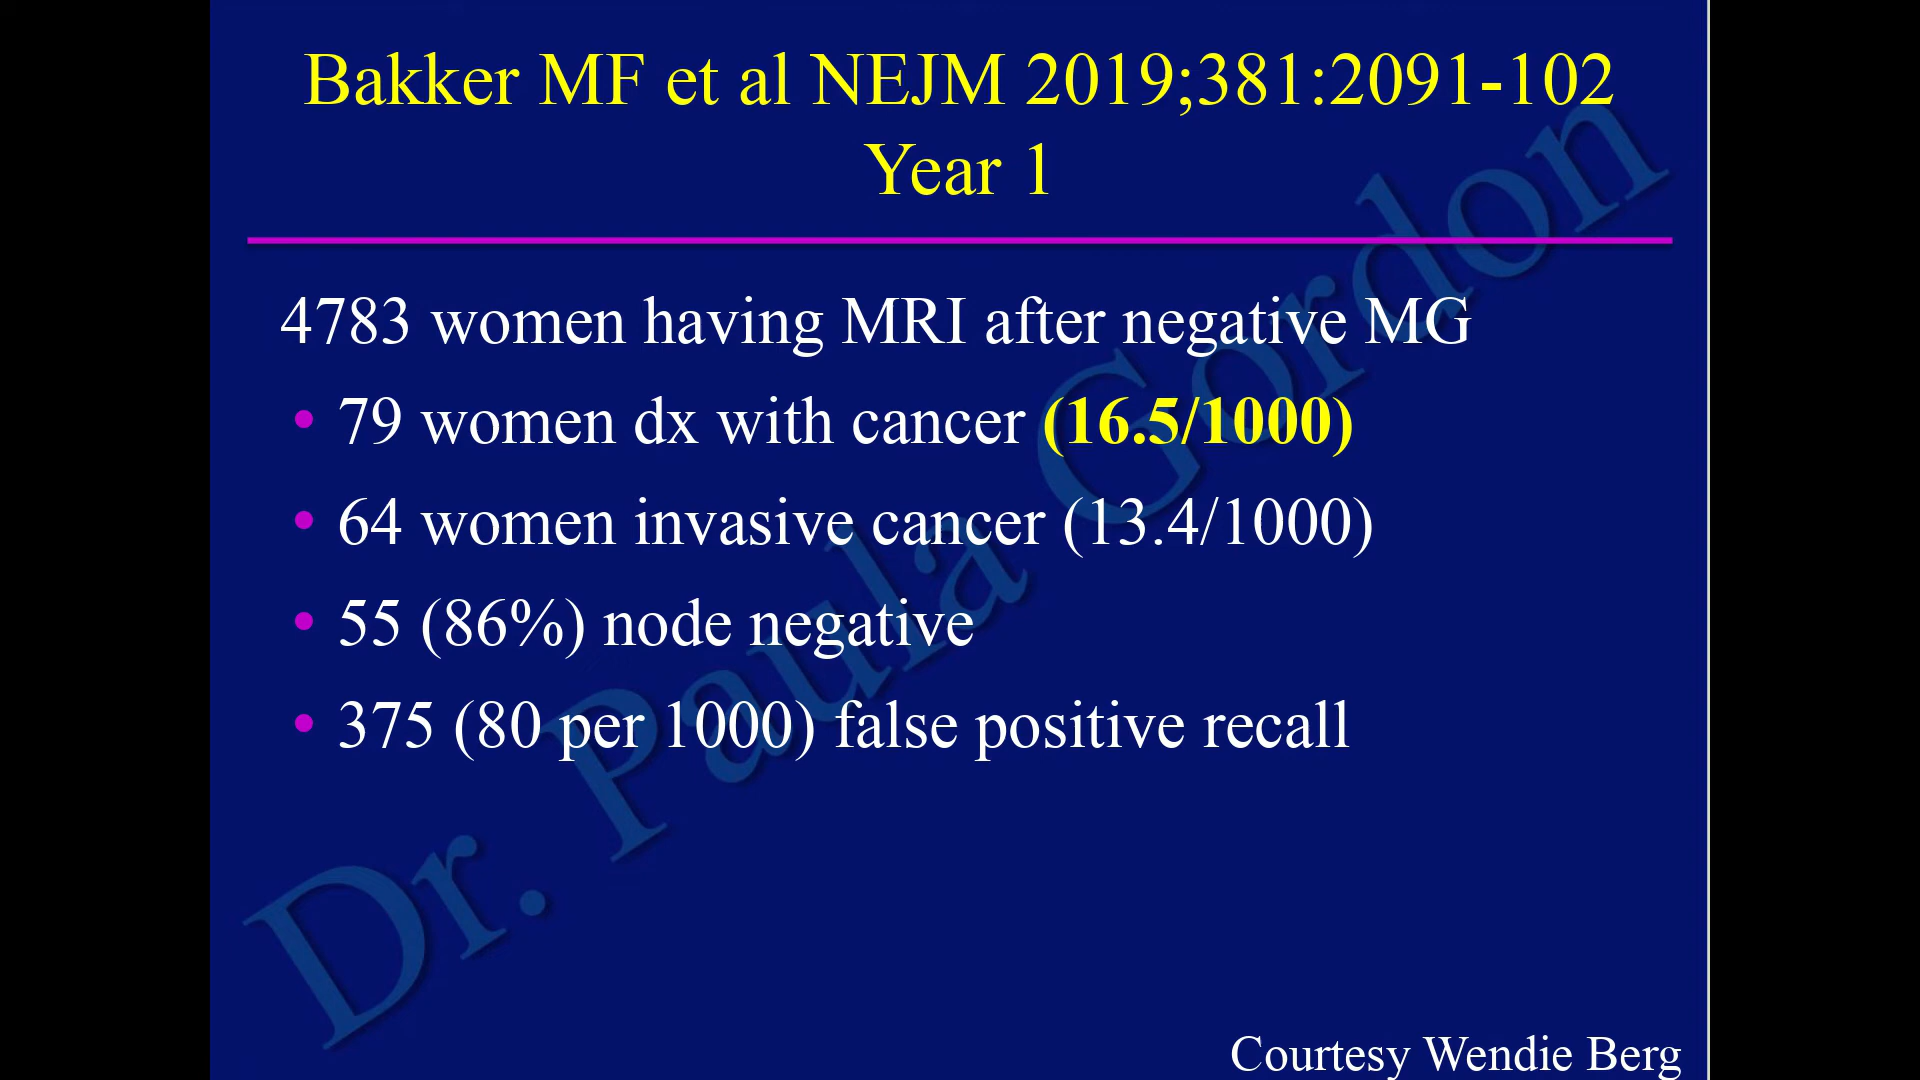 Bakker MF et al NEJM 2019;381:2091-102
Year 1
4783 women having MRI after negative MG
• 79 women dx with cancer (16.5/1000)
• 64 women invasive cancer (13.4/1000)
• 55 (86%) node negative
• 375 (80 per 1000) false positive recall
Dr. Paula Gordon
Courtesy Wendie Berg